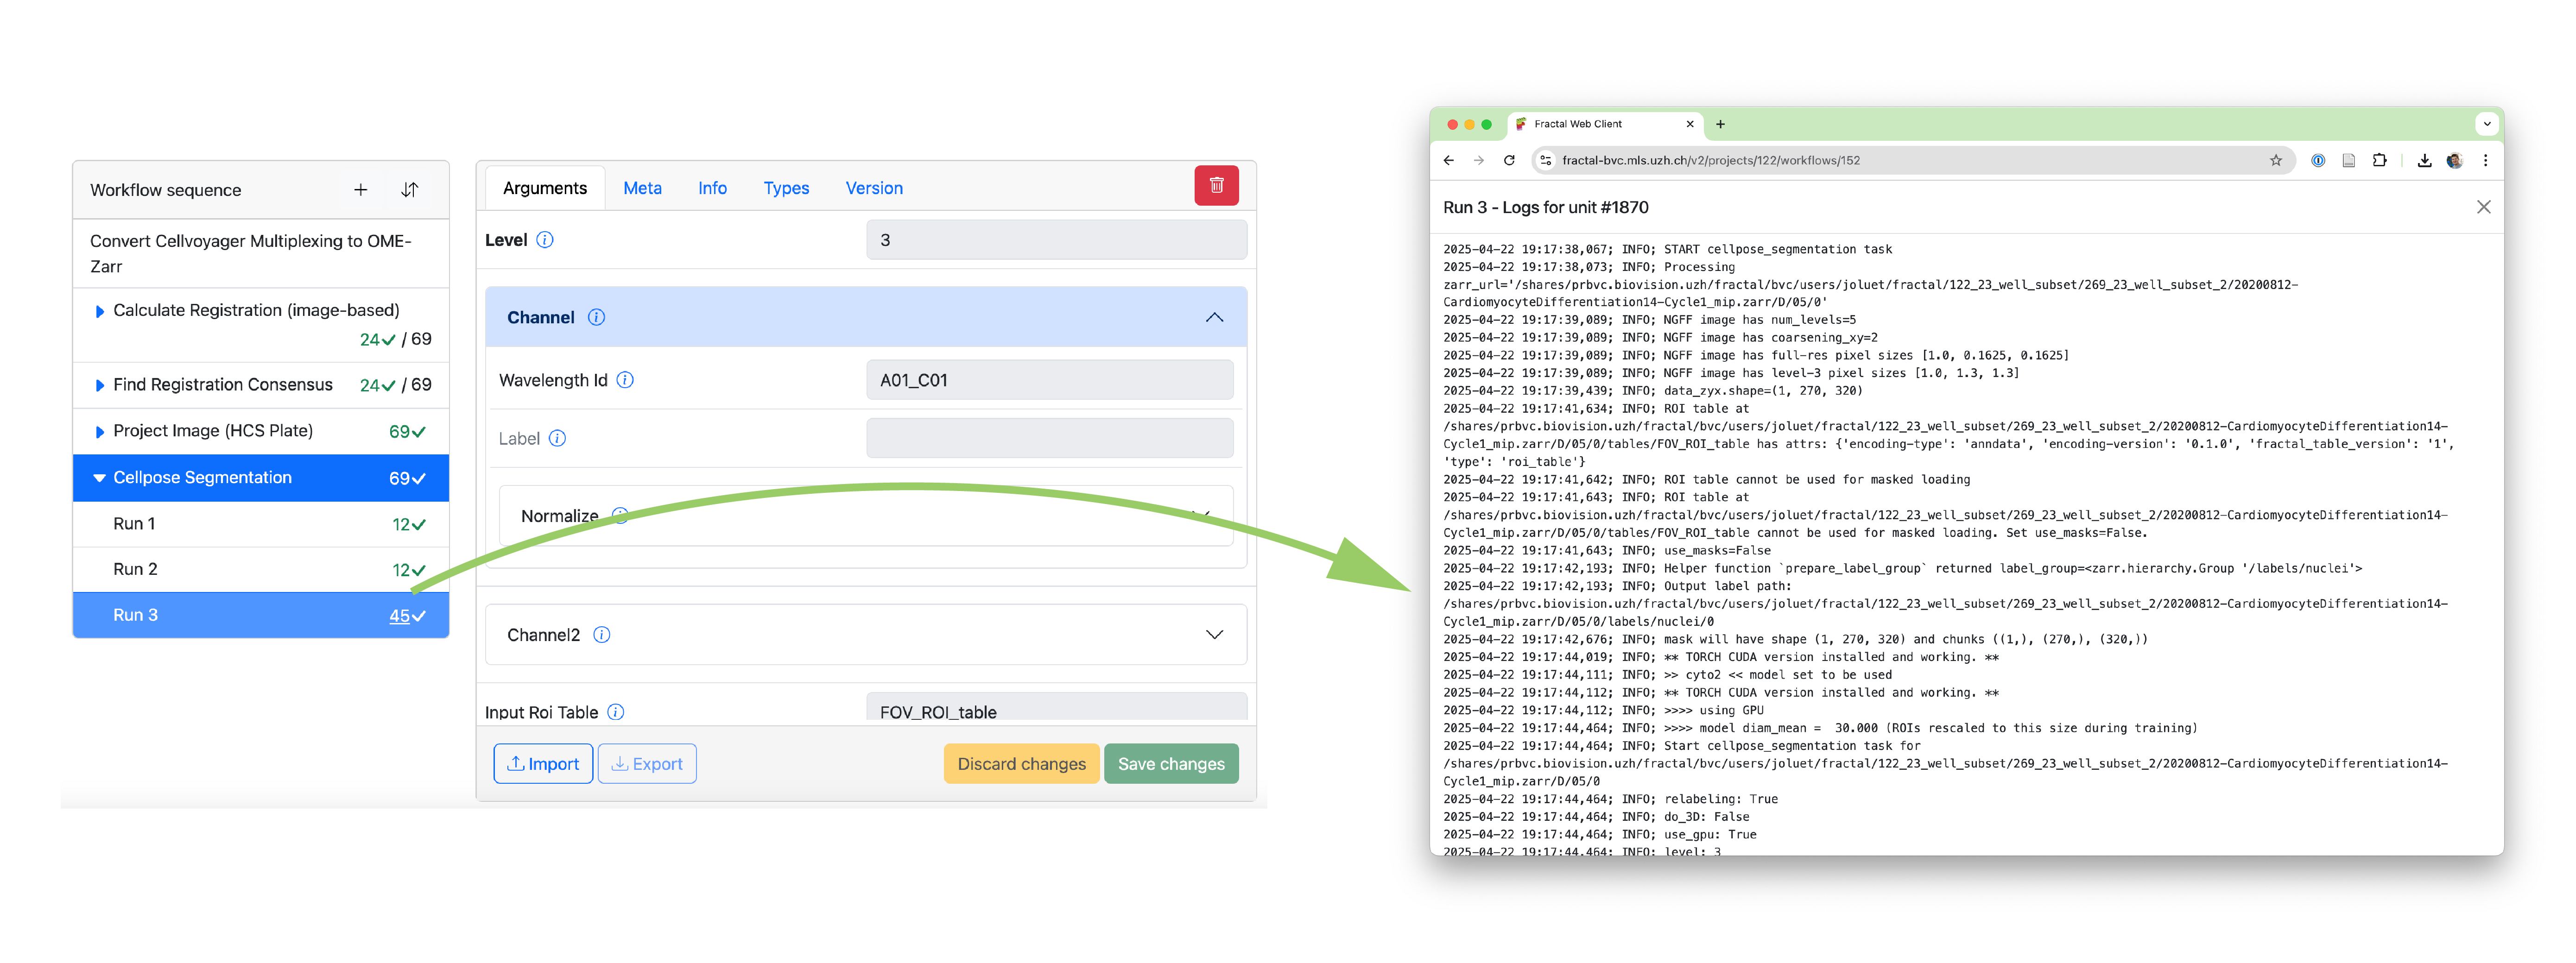 Workflow sequence
Convert Cellvoyager Multiplexing to OME-
Zarr
Calculate Registration (image-based)
24 / 69
Find Registration Consensus 24 / 69
Project Image (HCS Plate) 69
Cellpose Segmentation 69
Run 1 12
Run 2 12
Run 3 45
Arguments Meta Info Types Version
Level 3
Channel
Wavelength Id A01_C01
Label
Normalize
Channel2
Input Roi Table FOV_ROI_table
Import Export Discard changes Save changes
Fractal Web Client
fractal-bvc.mls.uzh.ch/v2/projects/122/workflows/152
Run 3 - Logs for unit #1870
2025-04-22 19:17:38,067; INFO; START cellpose_segmentation task
2025-04-22 19:17:38,073; INFO; Processing
zarr_url='/shares/prbvc.biovision.uzh/fractal/bvc/users/joluet/fractal/122_23_well_subset/269_23_well_subset_2/20200812-
CardiomyocyteDifferentiation14-Cycle1_mip.zarr/D/05/0'
2025-04-22 19:17:39,089; INFO; NGFF image has num_levels=5
2025-04-22 19:17:39,089; INFO; NGFF image has coarsening_xy=2
2025-04-22 19:17:39,089; INFO; NGFF image has full-res pixel sizes [1.0, 0.1625, 0.1625]
2025-04-22 19:17:39,089; INFO; NGFF image has level-3 pixel sizes [1.0, 1.3, 1.3]
2025-04-22 19:17:39,439; INFO; data_zyx.shape=(1, 270, 320)
2025-04-22 19:17:41,634; INFO; ROI table at
/shares/prbvc.biovision.uzh/fractal/bvc/users/joluet/fractal/122_23_well_subset/269_23_well_subset_2/20200812-CardiomyocyteDifferentiation14-
Cycle1_mip.zarr/D/05/0/tables/FOV_ROI_table has attrs: {'encoding-type': 'anndata', 'encoding-version': '0.1.0', 'fractal_table_version': '1',
'type': 'roi_table'}
2025-04-22 19:17:41,642; INFO; ROI table cannot be used for masked loading
2025-04-22 19:17:41,643; INFO; ROI table at
/shares/prbvc.biovision.uzh/fractal/bvc/users/joluet/fractal/122_23_well_subset/269_23_well_subset_2/20200812-CardiomyocyteDifferentiation14-
Cycle1_mip.zarr/D/05/0/tables/FOV_ROI_table cannot be used for masked loading. Set use_masks=False.
2025-04-22 19:17:41,643; INFO; use_masks=False
2025-04-22 19:17:42,193; INFO; Helper function `prepare_label_group` returned label_group=<zarr.hierarchy.Group '/labels/nuclei'>
2025-04-22 19:17:42,193; INFO; Output label path:
/shares/prbvc.biovision.uzh/fractal/bvc/users/joluet/fractal/122_23_well_subset/269_23_well_subset_2/20200812-CardiomyocyteDifferentiation14-
Cycle1_mip.zarr/D/05/0/labels/nuclei/0
2025-04-22 19:17:42,676; INFO; mask will have shape (1, 270, 320) and chunks ((1,), (270,), (320,))
2025-04-22 19:17:44,019; INFO; ** TORCH CUDA version installed and working. **
2025-04-22 19:17:44,111; INFO; >> cyto2 << model set to be used
2025-04-22 19:17:44,112; INFO; ** TORCH CUDA version installed and working. **
2025-04-22 19:17:44,112; INFO; >>>> using GPU
2025-04-22 19:17:44,464; INFO; >>>> model diam_mean =  30.000 (ROIs rescaled to this size during training)
2025-04-22 19:17:44,464; INFO; Start cellpose_segmentation task for
/shares/prbvc.biovision.uzh/fractal/bvc/users/joluet/fractal/122_23_well_subset/269_23_well_subset_2/20200812-CardiomyocyteDifferentiation14-
Cycle1_mip.zarr/D/05/0
2025-04-22 19:17:44,464; INFO; relabeling: True
2025-04-22 19:17:44,464; INFO; do_3D: False
2025-04-22 19:17:44,464; INFO; use_gpu: True
2025-04-22 19:17:44,464; INFO; level: 3